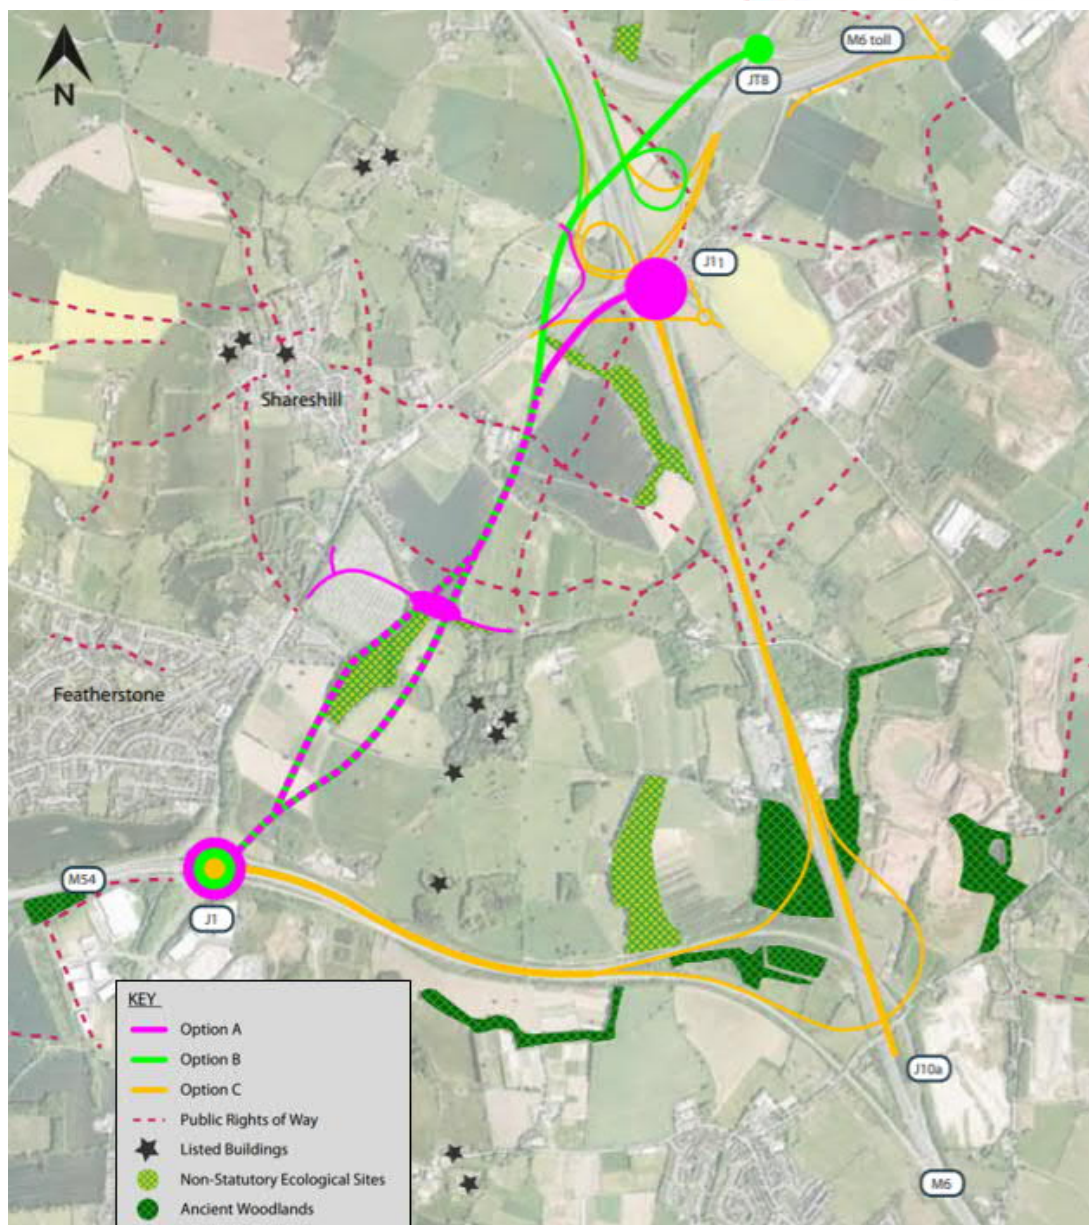 N
M6 toll
JT8
J11
Shareshill
Featherstone
M54
J1
J10a
M6
KEY
Option A
Option B
Option C
Public Rights of Way
Listed Buildings
Non-Statutory Ecological Sites
Ancient Woodlands